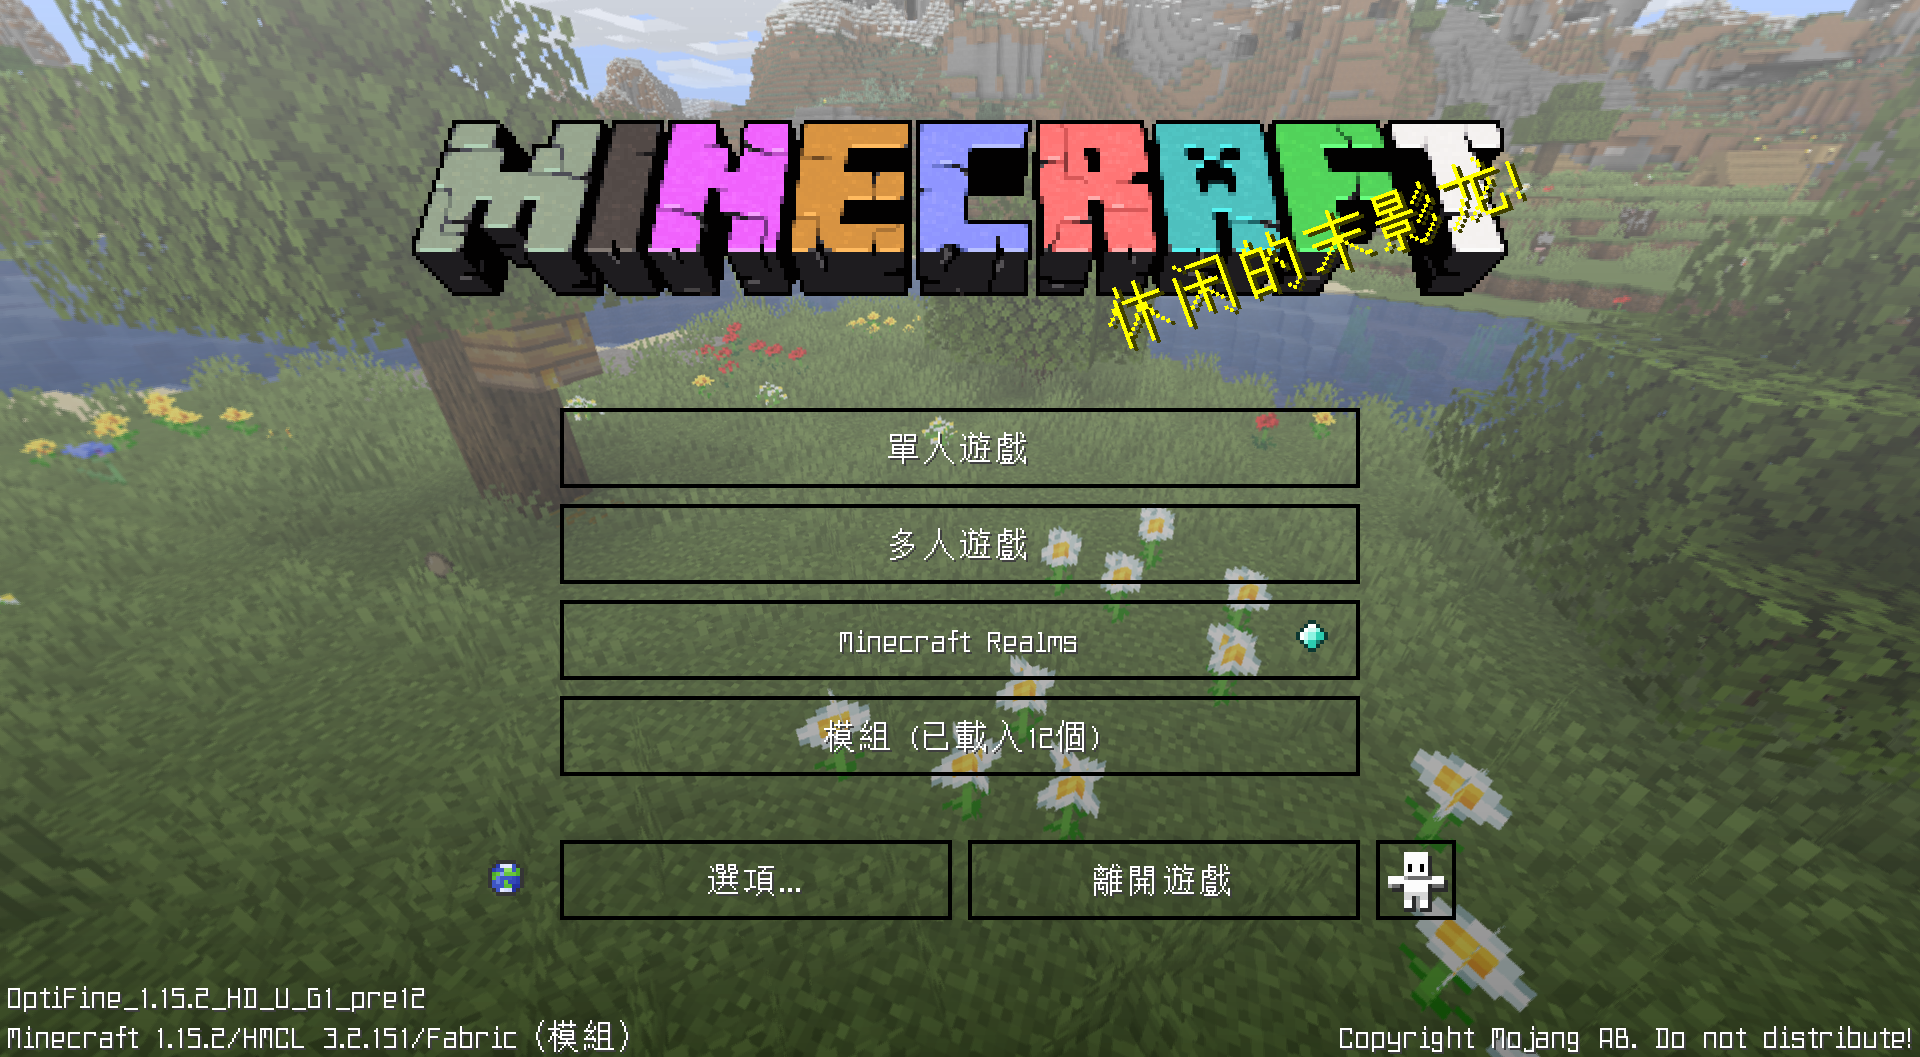 MINECRAFT
休闲的末影龙!
單人遊戲
多人遊戲
Minecraft Realms
模組 (已載入12個)
選項...
離開遊戲
OptiFine_1.15.2_HD_U_G1_pre12
Minecraft 1.15.2/HMCL 3.2.151/Fabric (模組)
Copyright Mojang AB. Do not distribute!